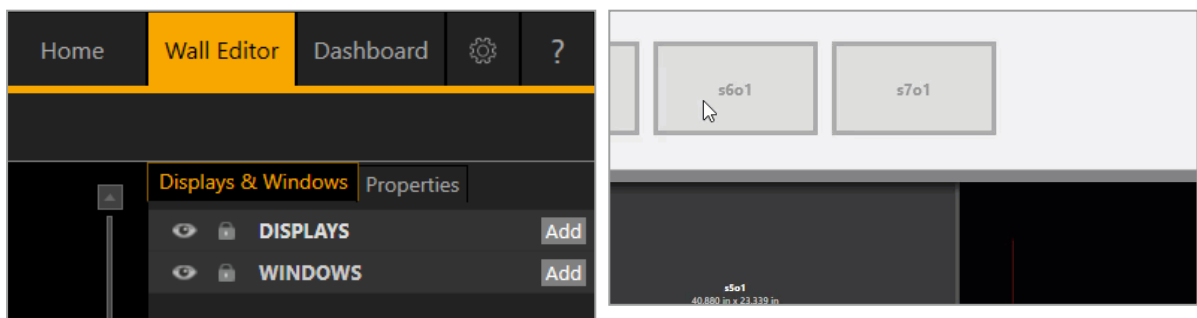 Home Wall Editor Dashboard ?
Displays & Windows Properties
DISPLAYS Add
WINDOWS Add
s6o1 s7o1
s5o1
40.880 in x 23.339 in